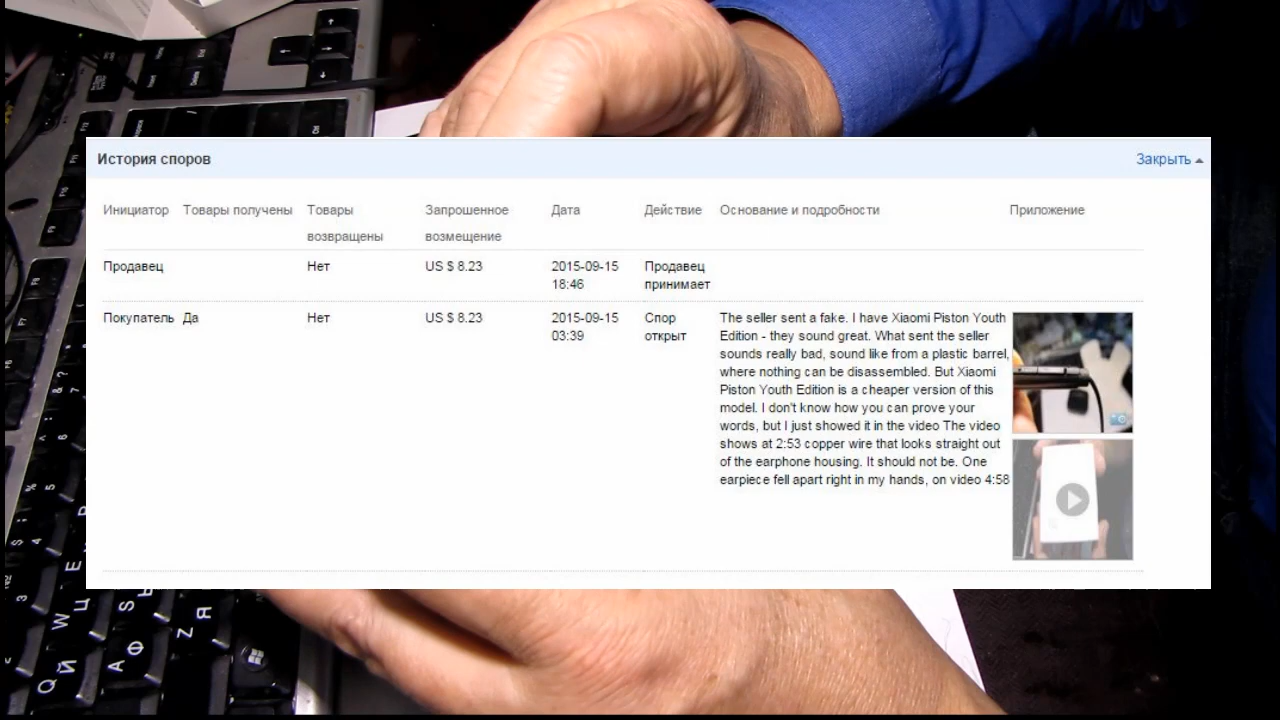 История споров
Закрыть
Инициатор Товары получены Товары Запрошенное Дата Действие Основание и подробности Приложение
возвращены возмещение
Продавец Нет US $ 8.23 2015-09-15 Продавец
18:46 принимает
Покупатель Да Нет US $ 8.23 2015-09-15 Спор The seller sent a fake. I have Xiaomi Piston Youth
03:39 открыт Edition - they sound great. What sent the seller
sounds really bad, sound like from a plastic barrel,
where nothing can be disassembled. But Xiaomi
Piston Youth Edition is a cheaper version of this
model. I don't know how you can prove your
words, but I just showed it in the video The video
shows at 2:53 copper wire that looks straight out
of the earphone housing. It should not be. One
earpiece fell apart right in my hands, on video 4:58
Q Й
W Ц
E
A Ф
S
Z Я